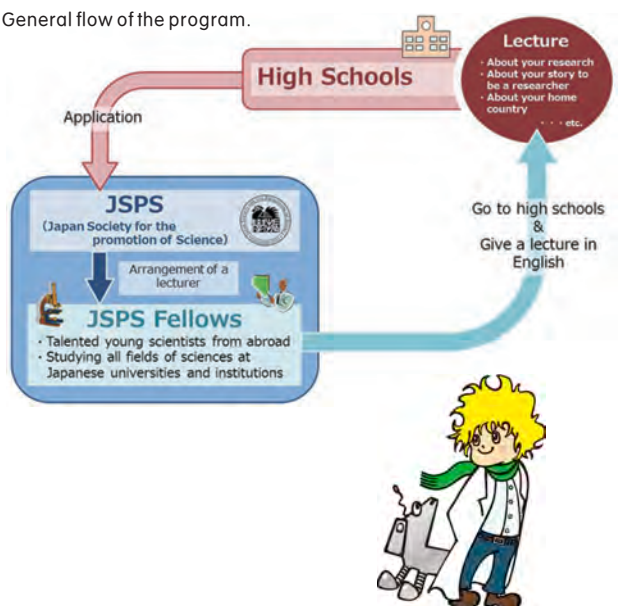 General flow of the program.
High Schools
Lecture
· About your research
· About your story to
be a researcher
· About your home
country
· · · etc.
Application
JSPS
(Japan Society for the
promotion of Science)
Arrangement of a
lecturer
JSPS Fellows
· Talented young scientists from abroad
· Studying all fields of sciences at
Japanese universities and institutions
Go to high schools
&
Give a lecture in
English